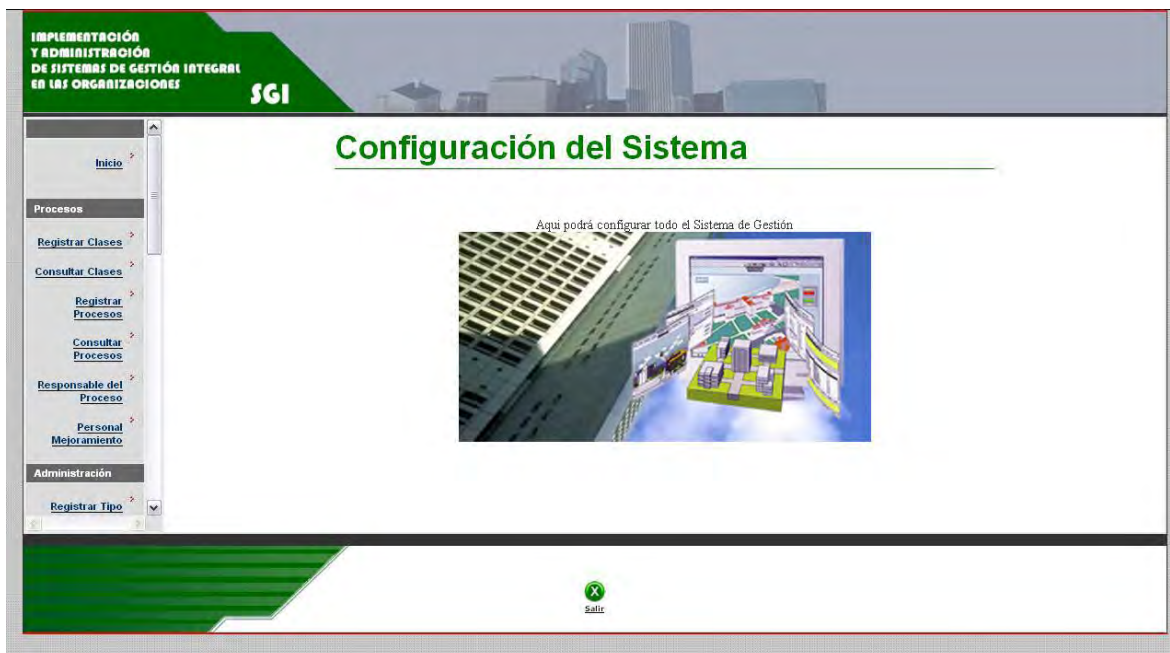 IMPLEMENTACIÓN
Y ADMINISTRACIÓN
DE SISTEMAS DE GESTIÓN INTEGRAL
EN LAS ORGANIZACIONES
SGI
Inicio
Procesos
Registrar Clases
Consultar Clases
Registrar
Procesos
Consultar
Procesos
Responsable del
Proceso
Personal
Mejoramiento
Administración
Registrar Tipo
Configuración del Sistema
Aqui podrá configurar todo el Sistema de Gestión
X
Salir